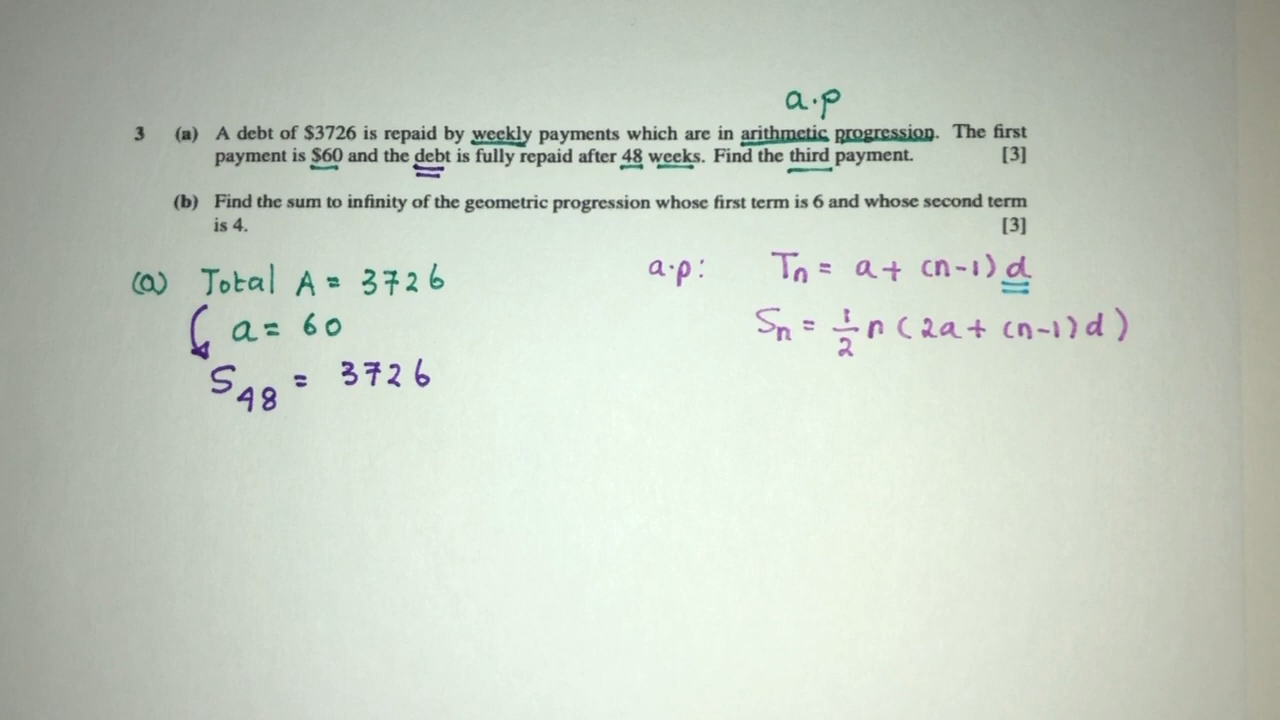 a.p
3 (a) A debt of $3726 is repaid by weekly payments which are in arithmetic progression. The first
payment is $60 and the debt is fully repaid after 48 weeks. Find the third payment. [3]
(b) Find the sum to infinity of the geometric progression whose first term is 6 and whose second term
is 4. [3]
(a) Total A = 3726
a = 60
S48 = 3726
a.p: Tn = a + (n-1)d
Sn = 1/2 n (2a + (n-1)d)